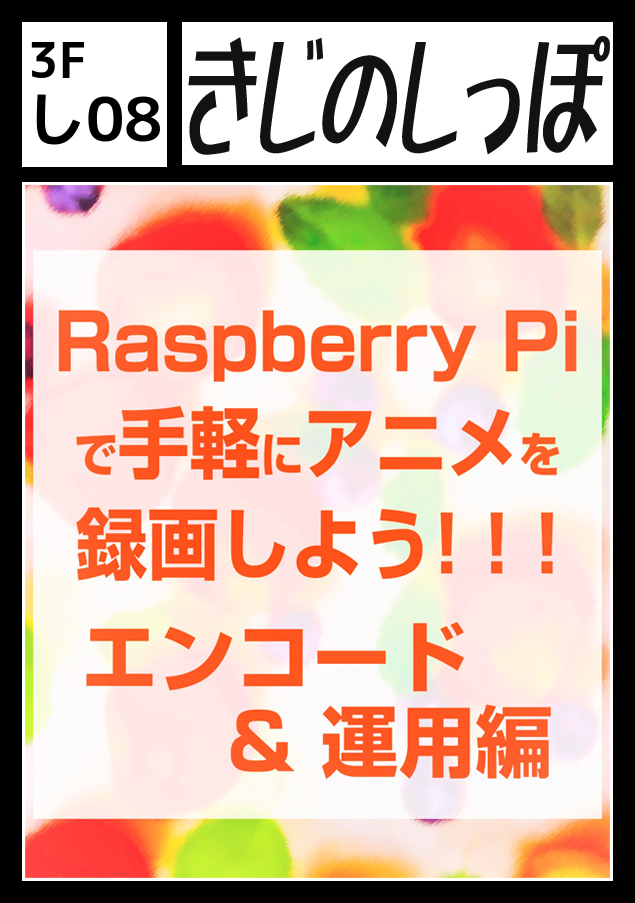 3F
し08
きじのしっぽ
Raspberry Pi
で手軽にアニメを
録画しよう!!!
エンコード
& 運用編